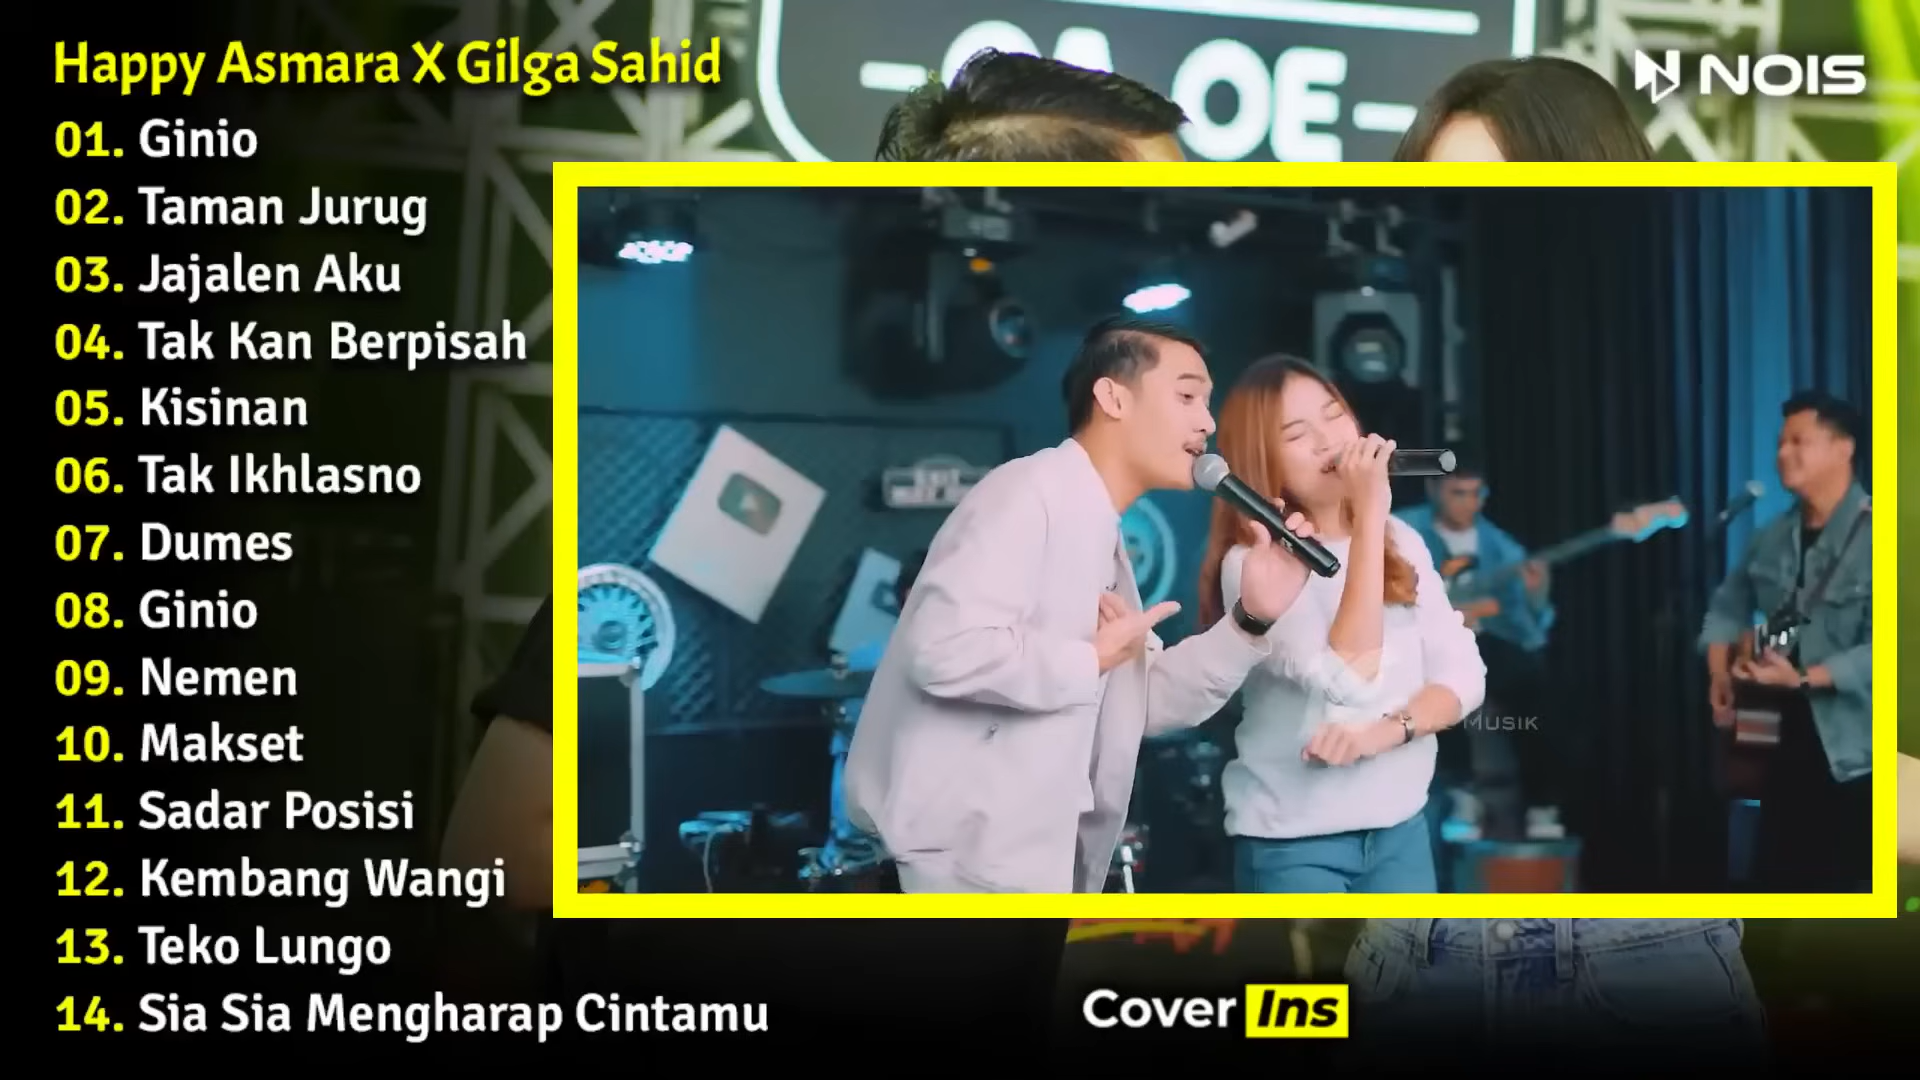 Happy Asmara X Gilga Sahid
01. Ginio
02. Taman Jurug
03. Jajalen Aku
04. Tak Kan Berpisah
05. Kisinan
06. Tak Ikhlasno
07. Dumes
08. Ginio
09. Nemen
10. Makset
11. Sadar Posisi
12. Kembang Wangi
13. Teko Lungo
14. Sia Sia Mengharap Cintamu
NOIS
OE
MUSIK
Cover Ins